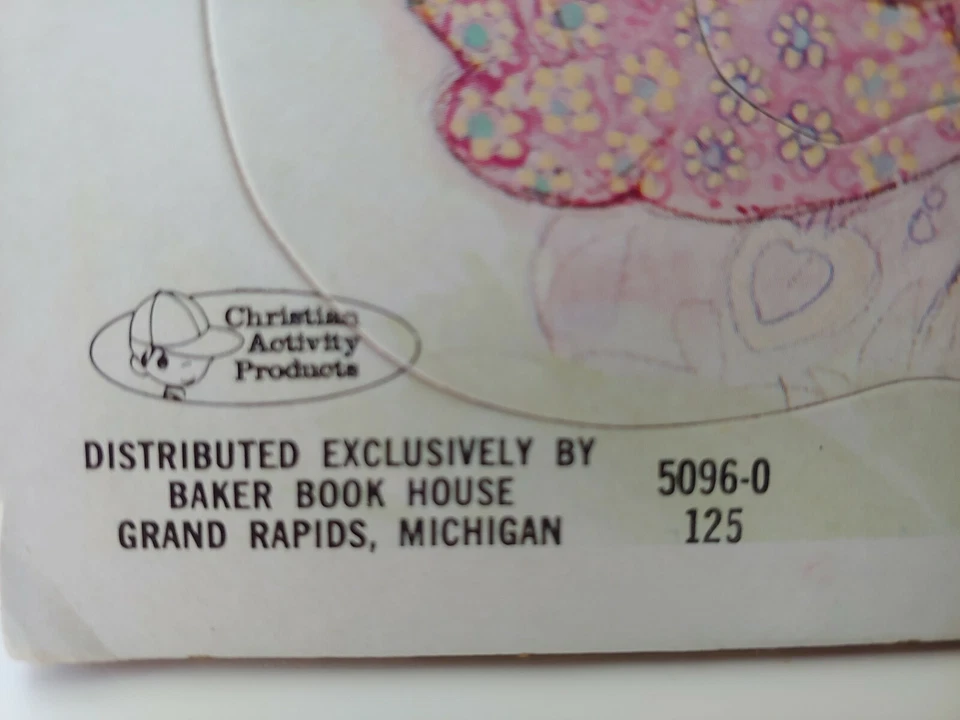 Christian
Activity
Products
DISTRIBUTED EXCLUSIVELY BY
BAKER BOOK HOUSE
GRAND RAPIDS, MICHIGAN
5096-0
125